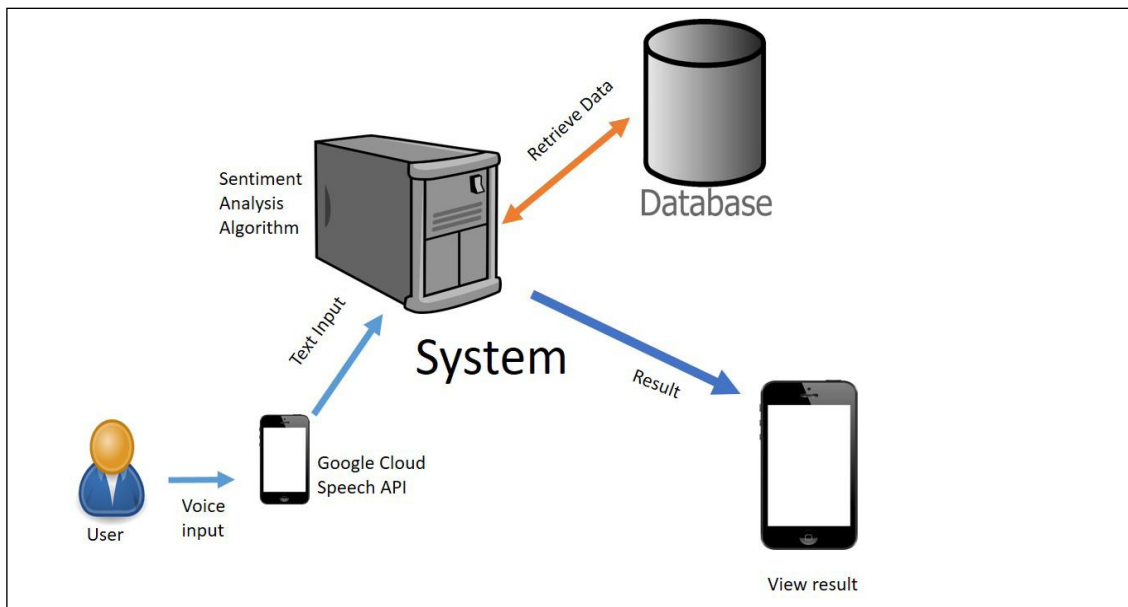 Retrieve Data
Database
Sentiment
Analysis
Algorithm
Text Input
System
Result
Google Cloud
Speech API
Voice
input
User
View result